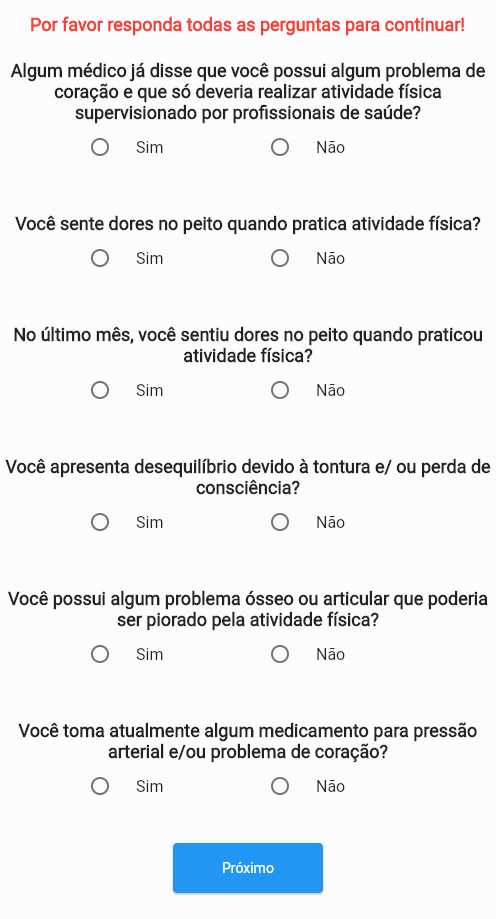 Por favor responda todas as perguntas para continuar!
Algum médico já disse que você possui algum problema de
coração e que só deveria realizar atividade física
supervisionado por profissionais de saúde?
Sim Não
Você sente dores no peito quando pratica atividade física?
Sim Não
No último mês, você sentiu dores no peito quando praticou
atividade física?
Sim Não
Você apresenta desequilíbrio devido à tontura e/ ou perda de
consciência?
Sim Não
Você possui algum problema ósseo ou articular que poderia
ser piorado pela atividade física?
Sim Não
Você toma atualmente algum medicamento para pressão
arterial e/ou problema de coração?
Sim Não
Próximo